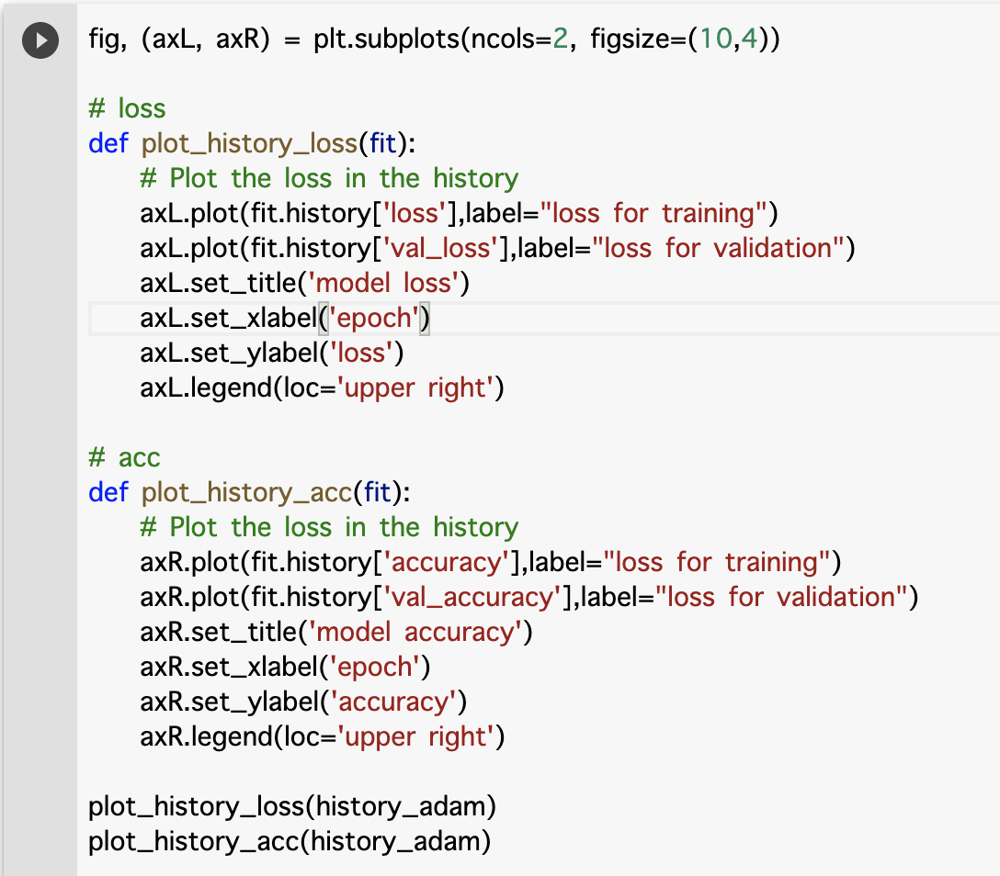 fig, (axL, axR) = plt.subplots(ncols=2, figsize=(10,4))

# loss
def plot_history_loss(fit):
    # Plot the loss in the history
    axL.plot(fit.history['loss'],label="loss for training")
    axL.plot(fit.history['val_loss'],label="loss for validation")
    axL.set_title('model loss')
    axL.set_xlabel('epoch')
    axL.set_ylabel('loss')
    axL.legend(loc='upper right')

# acc
def plot_history_acc(fit):
    # Plot the loss in the history
    axR.plot(fit.history['accuracy'],label="loss for training")
    axR.plot(fit.history['val_accuracy'],label="loss for validation")
    axR.set_title('model accuracy')
    axR.set_xlabel('epoch')
    axR.set_ylabel('accuracy')
    axR.legend(loc='upper right')

plot_history_loss(history_adam)
plot_history_acc(history_adam)